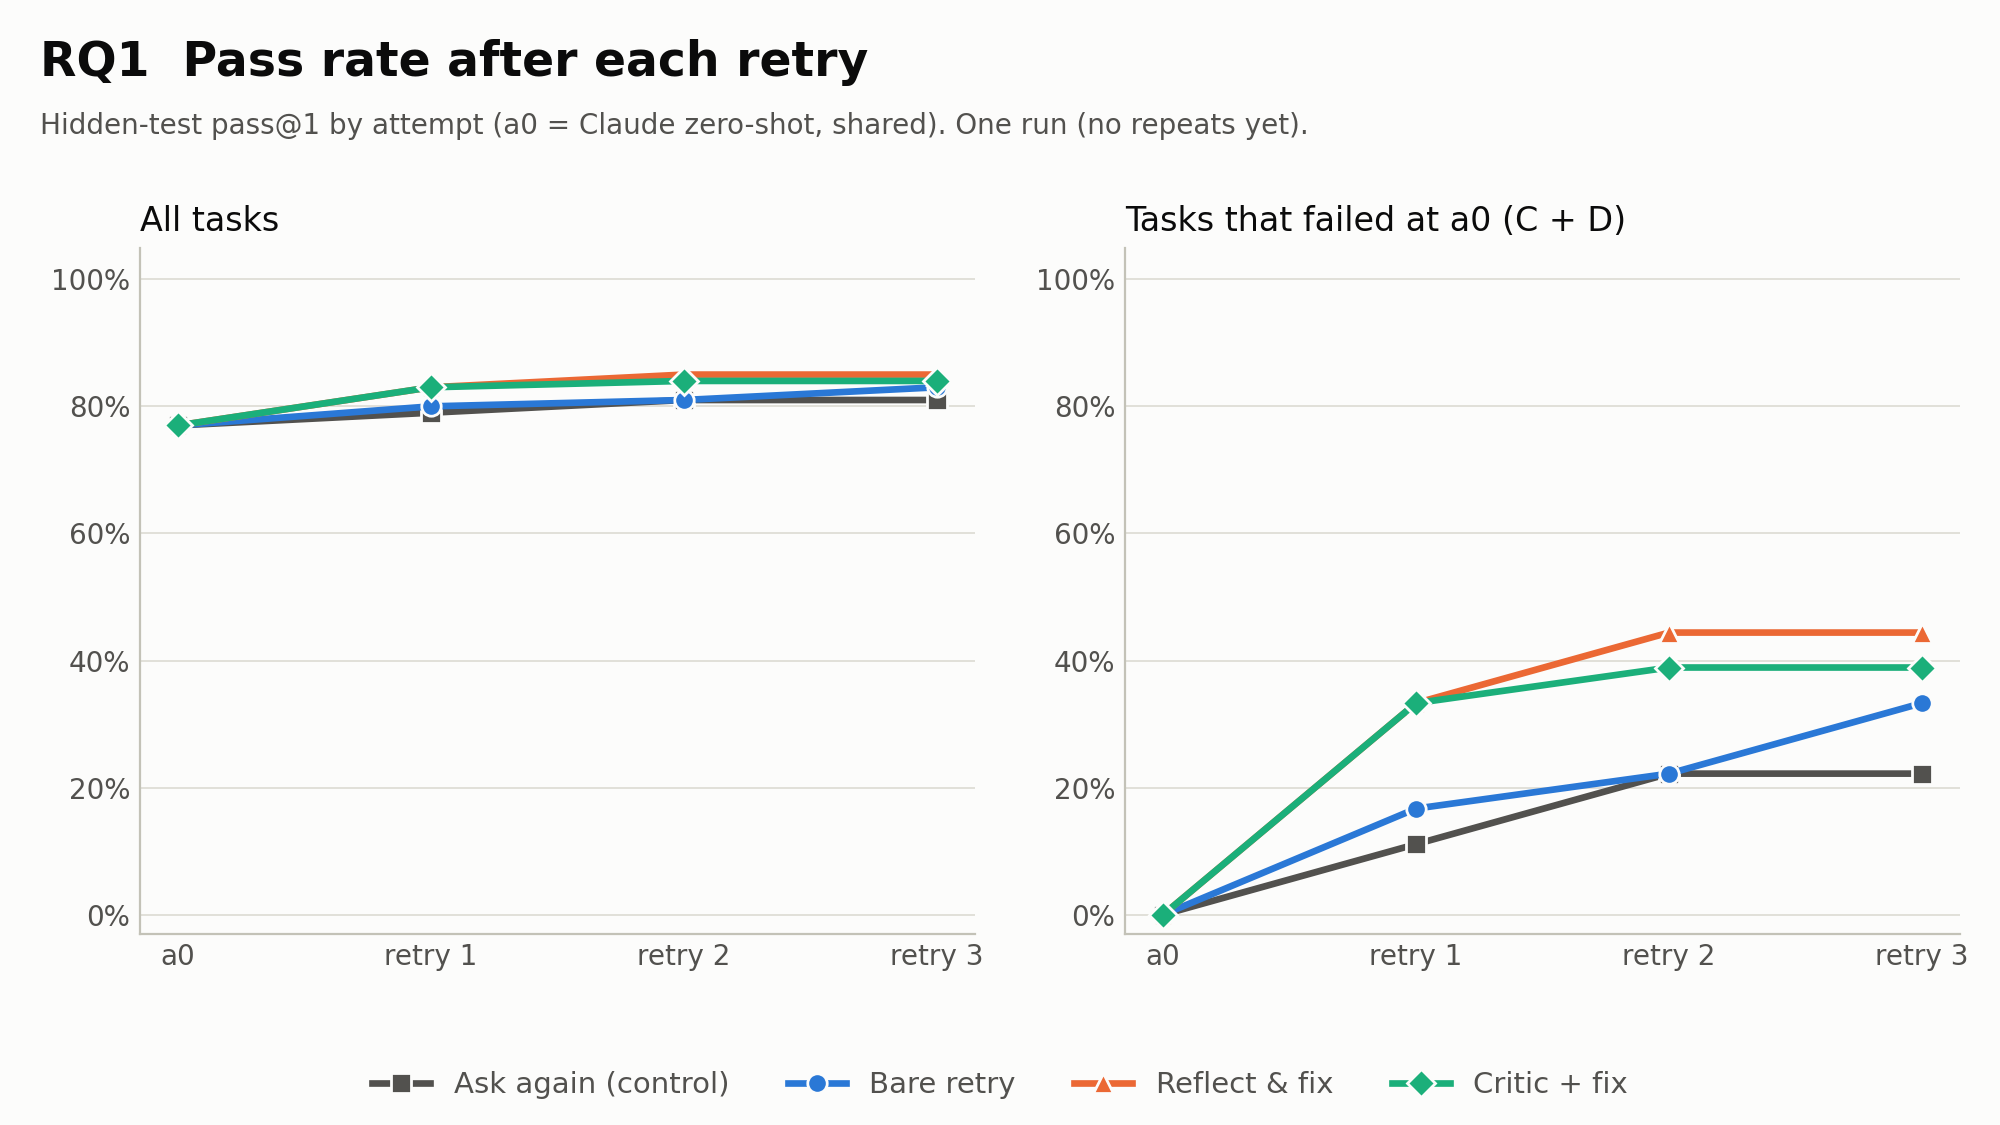 RQ1  Pass rate after each retry
Hidden-test pass@1 by attempt (a0 = Claude zero-shot, shared). One run (no repeats yet).
All tasks
100%
80%
60%
40%
20%
0%
a0 retry 1 retry 2 retry 3
Tasks that failed at a0 (C + D)
100%
80%
60%
40%
20%
0%
a0 retry 1 retry 2 retry 3
Ask again (control) Bare retry Reflect & fix Critic + fix